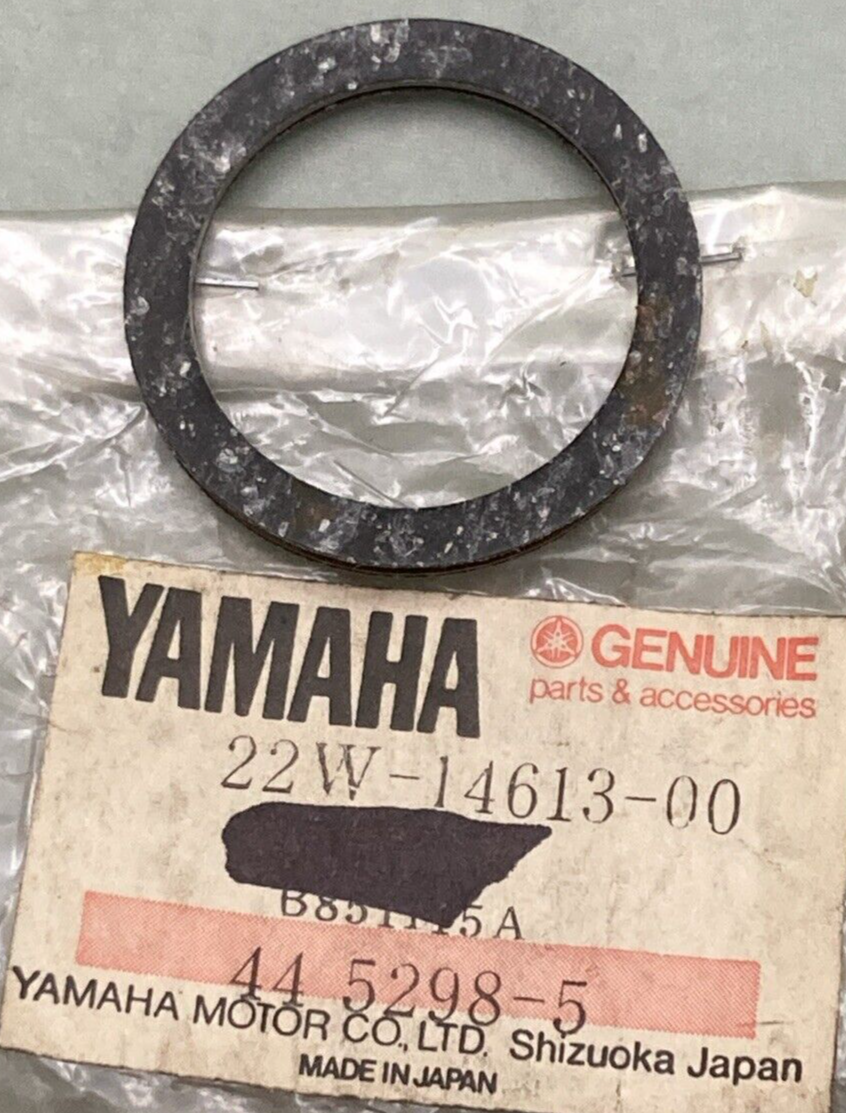 YAMAHA
GENUINE
parts & accessories
22W-14613-00
44 5298-5
YAMAHA MOTOR CO., LTD. Shizuoka Japan
MADE IN JAPAN